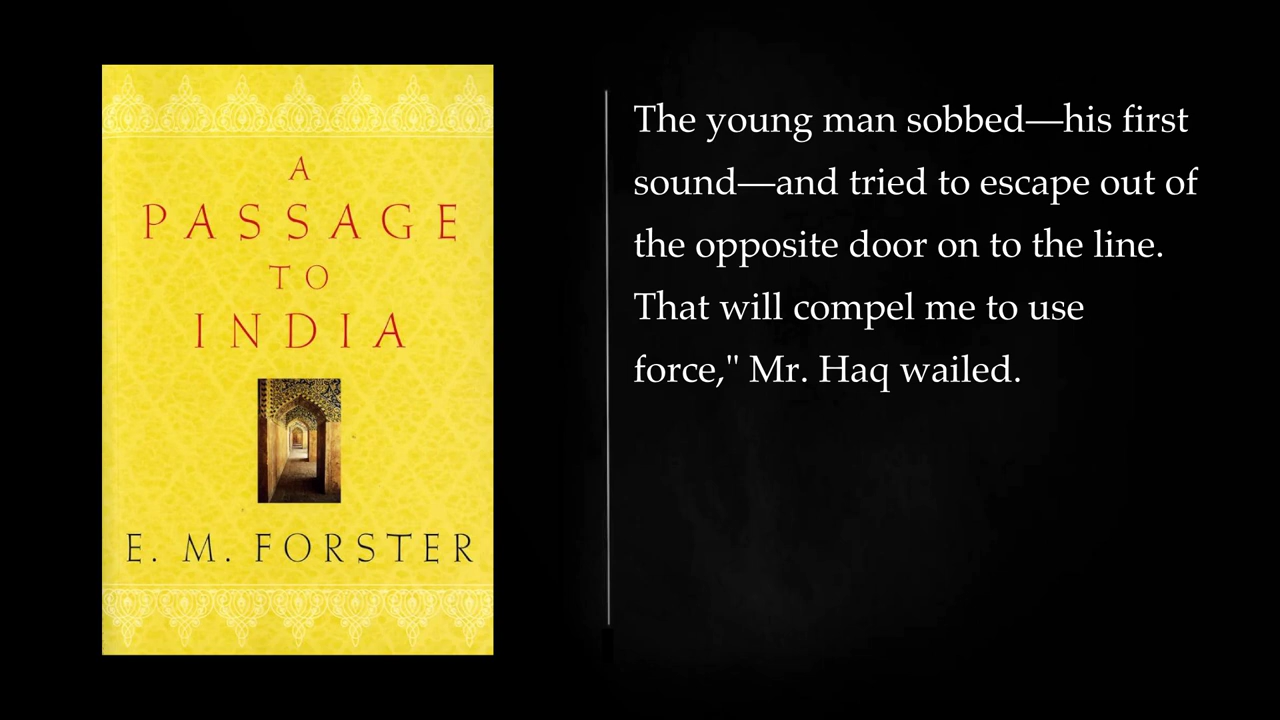 A
PASSAGE
TO
INDIA
E. M. FORSTER
The young man sobbed—his first
sound—and tried to escape out of
the opposite door on to the line.
That will compel me to use
force," Mr. Haq wailed.